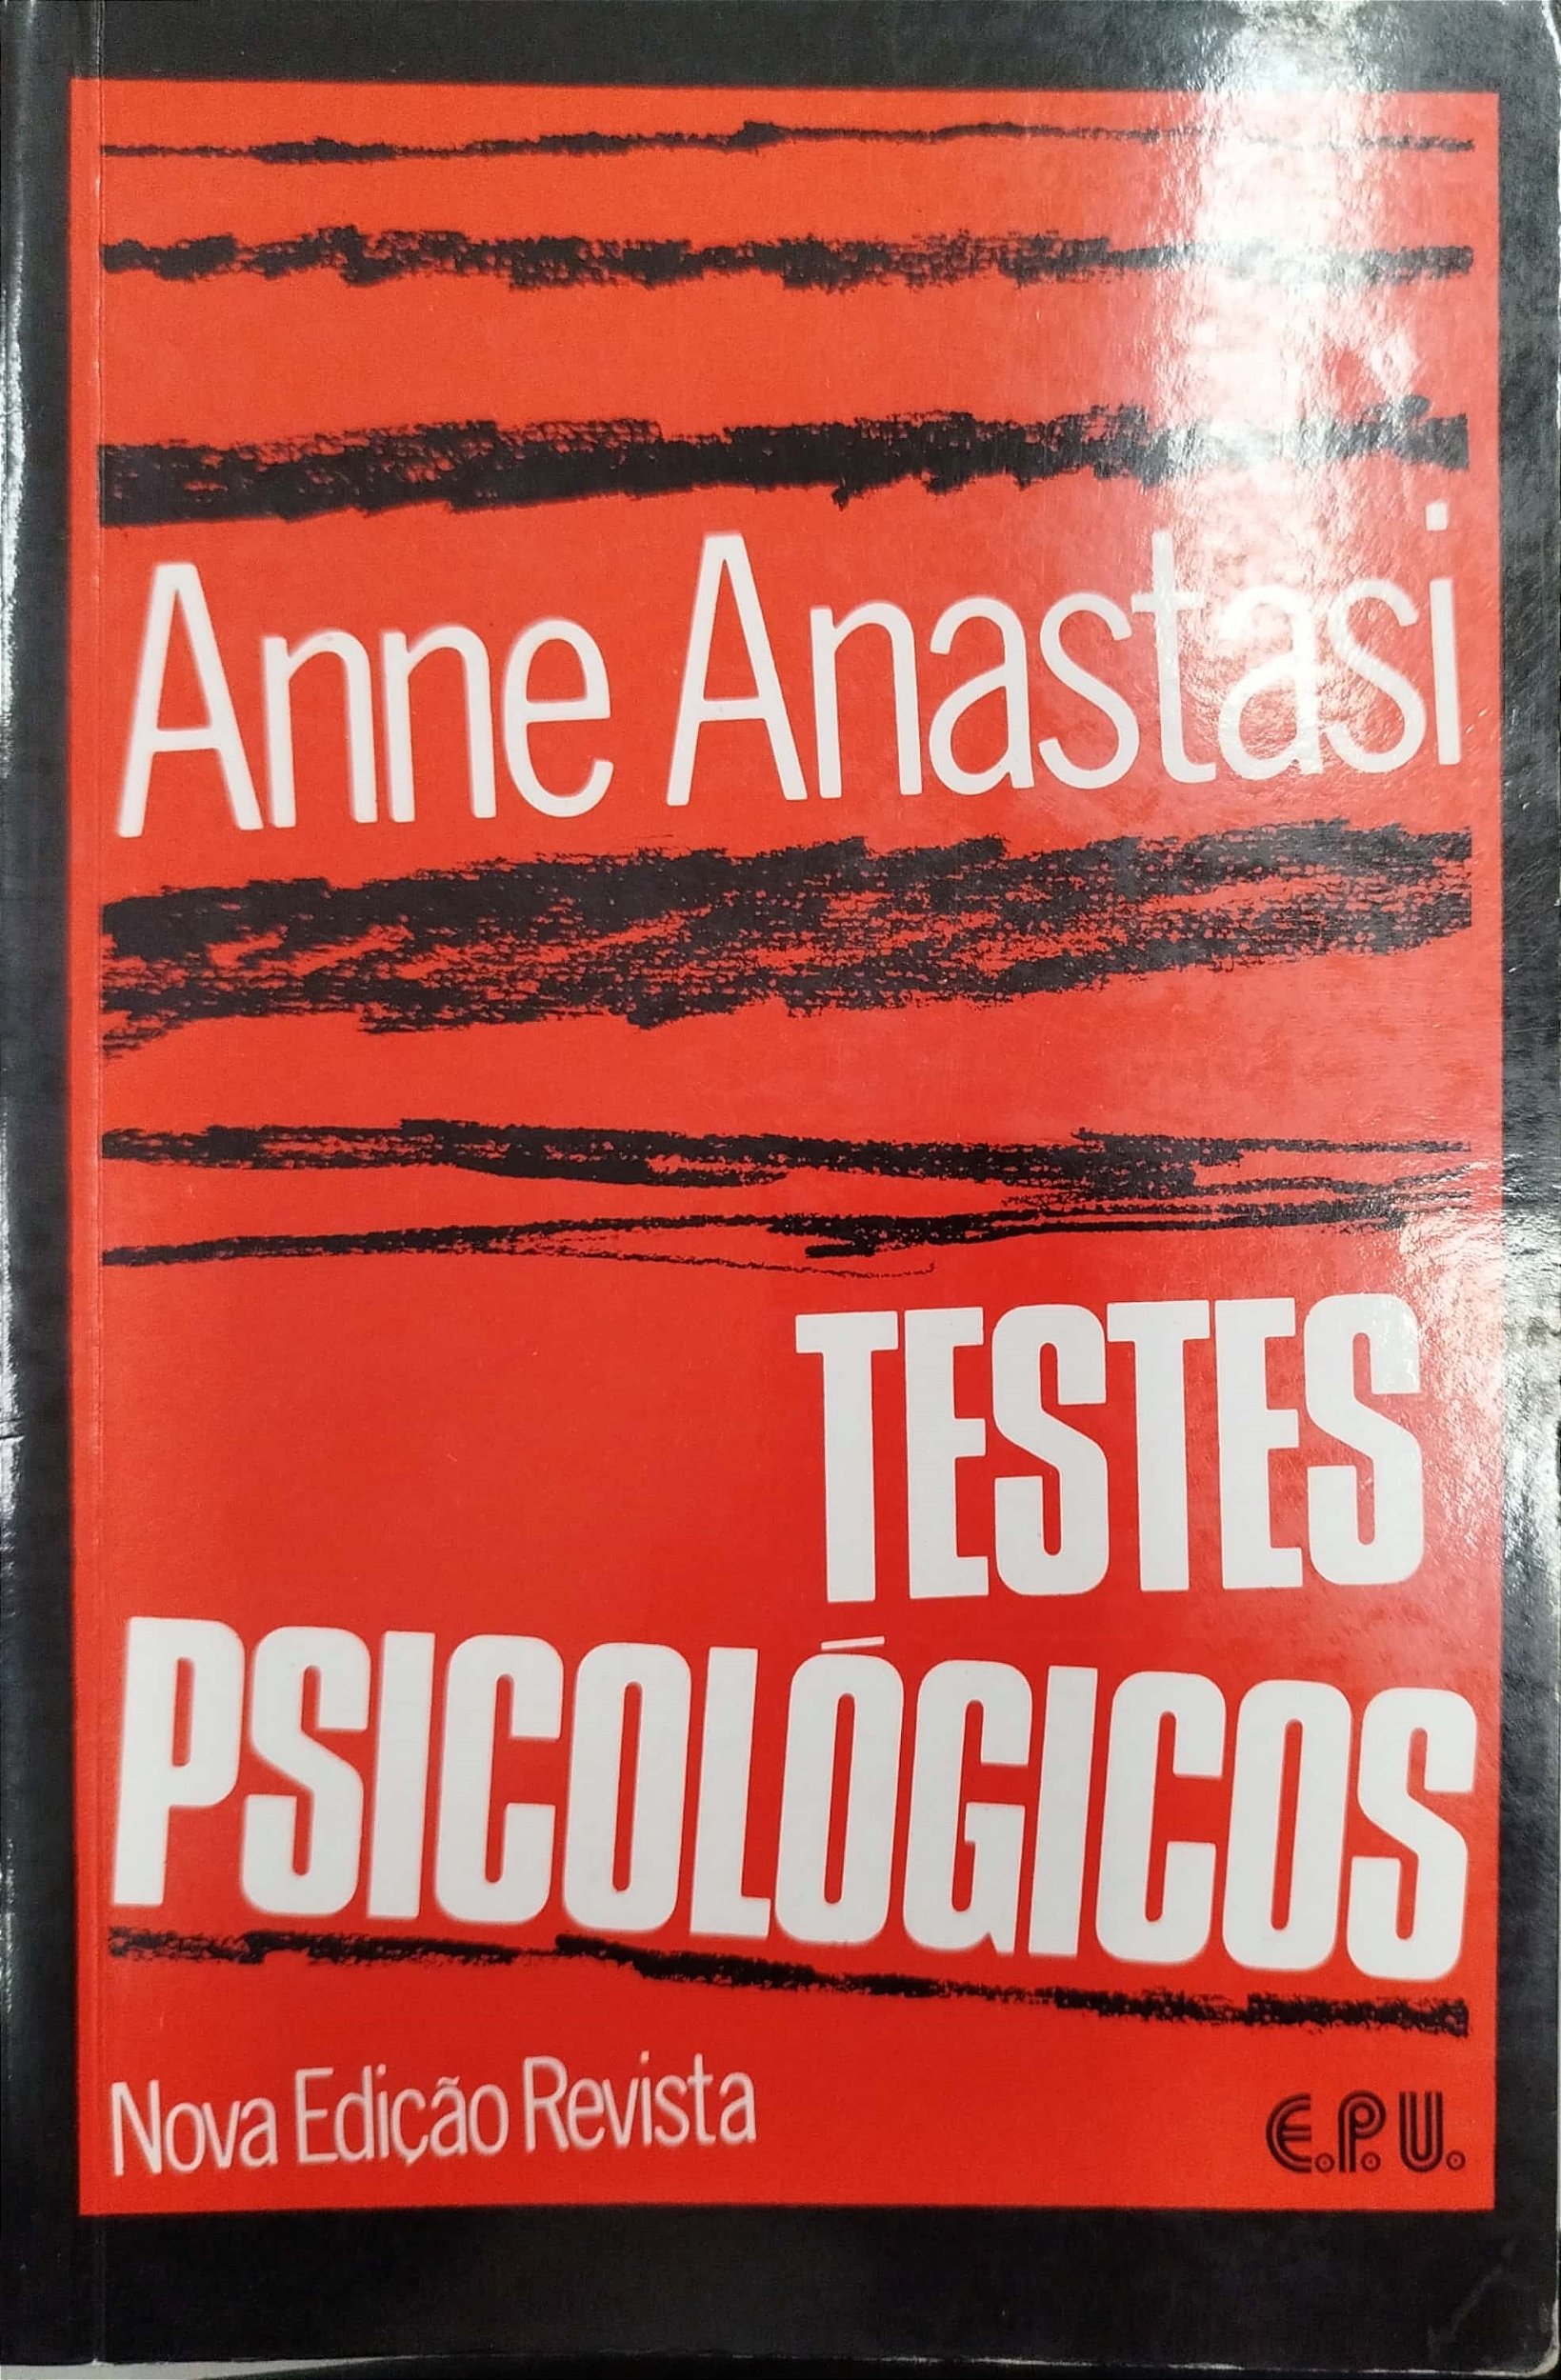 Anne Anastasi
TESTES
PSICOLÓGICOS
Nova Edição Revista
E.P.U.